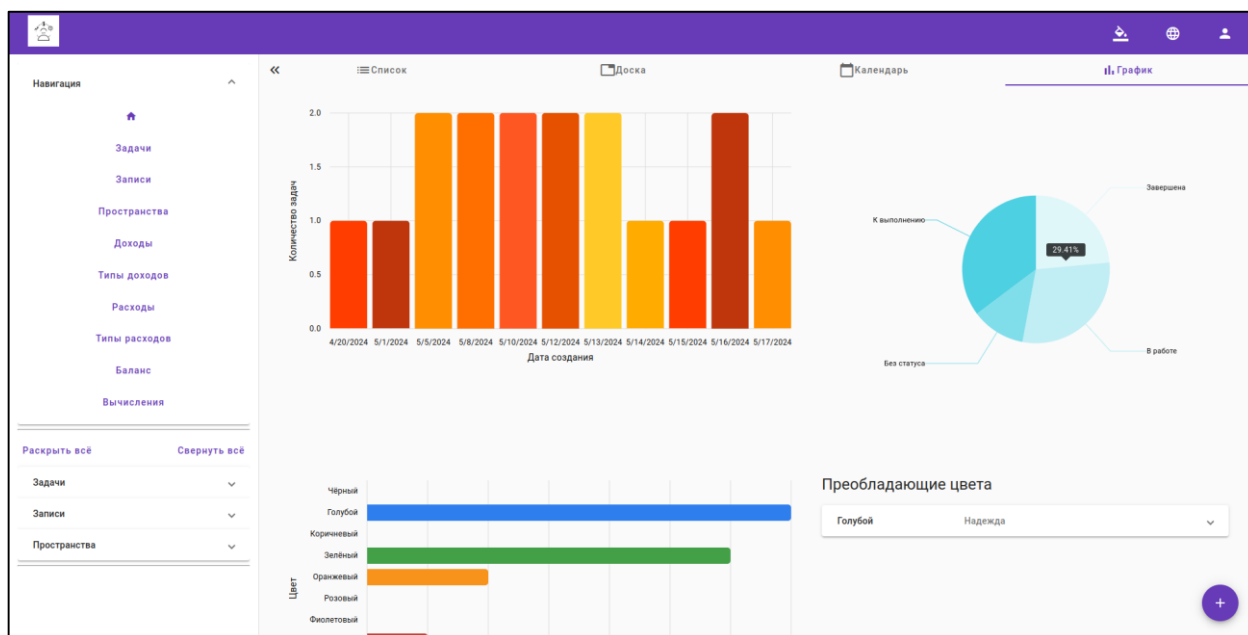 Навигация
Задачи
Записи
Пространства
Доходы
Типы доходов
Расходы
Типы расходов
Баланс
Вычисления
Раскрыть всё Свернуть всё
Задачи
Записи
Пространства
Список Доска Календарь График
Количество задач
2.0
1.5
1.0
0.5
0.0
4/20/2024 5/1/2024 5/5/2024 5/8/2024 5/10/2024 5/12/2024 5/13/2024 5/14/2024 5/15/2024 5/16/2024 5/17/2024
Дата создания
Завершена
К выполнению
29.41%
В работе
Без статуса
Цвет
Чёрный
Голубой
Коричневый
Зелёный
Оранжевый
Розовый
Фиолетовый
Преобладающие цвета
Голубой Надежда